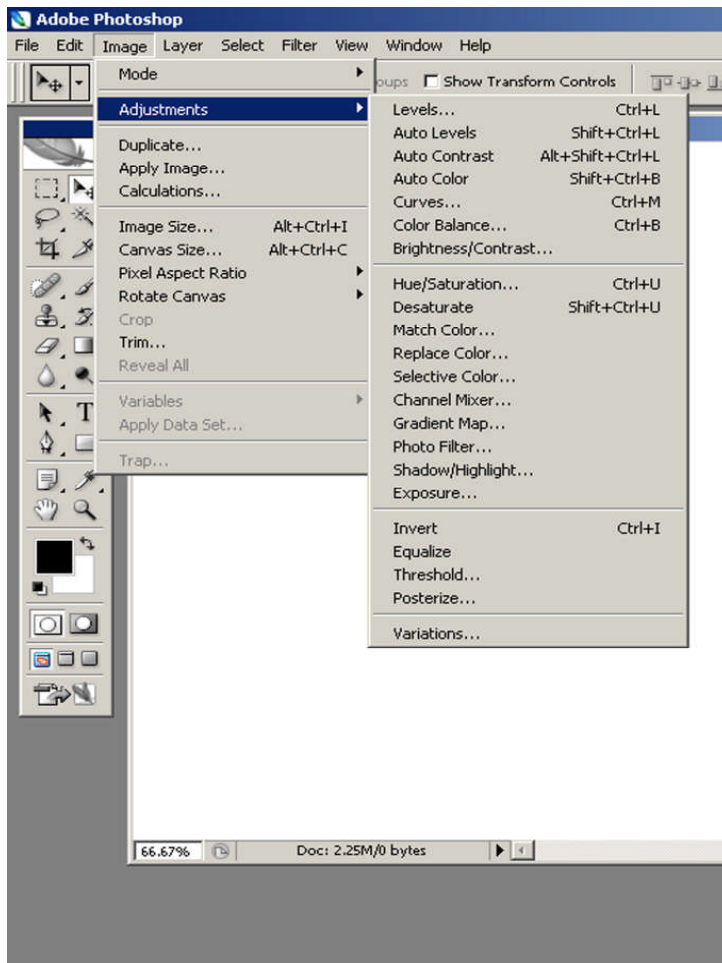 Adobe Photoshop
File Edit Image Layer Select Filter View Window Help
Show Transform Controls
Mode
Adjustments
Duplicate...
Apply Image...
Calculations...
Image Size... Alt+Ctrl+I
Canvas Size... Alt+Ctrl+C
Pixel Aspect Ratio
Rotate Canvas
Crop
Trim...
Reveal All
Variables
Apply Data Set...
Trap...
Levels... Ctrl+L
Auto Levels Shift+Ctrl+L
Auto Contrast Alt+Shift+Ctrl+L
Auto Color Shift+Ctrl+B
Curves... Ctrl+M
Color Balance... Ctrl+B
Brightness/Contrast...
Hue/Saturation... Ctrl+U
Desaturate Shift+Ctrl+U
Match Color...
Replace Color...
Selective Color...
Channel Mixer...
Gradient Map...
Photo Filter...
Shadow/Highlight...
Exposure...
Invert Ctrl+I
Equalize
Threshold...
Posterize...
Variations...
T
66.67% Doc: 2.25M/0 bytes